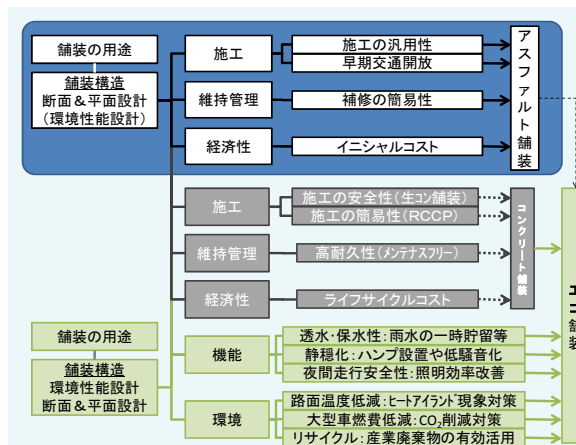 舗装の用途
舗装構造
断面＆平面設計
（環境性能設計）
施工
施工の汎用性
早期交通開放
維持管理
補修の簡易性
経済性
イニシャルコスト
アスファルト舗装
施工
施工の安全性（生コン舗装）
施工の簡易性（RCCP）
維持管理
高耐久性（メンテナスフリー）
経済性
ライフサイクルコスト
コンクリート舗装
舗装の用途
舗装構造
環境性能設計
断面＆平面設計
機能
透水・保水性：雨水の一時貯留等
静穏化：ハンプ設置や低騒音化
夜間走行安全性：照明効率改善
環境
路面温度低減：ヒートアイランド現象対策
大型車燃費低減：CO₂削減対策
リサイクル：産業廃棄物の有効活用
舗装